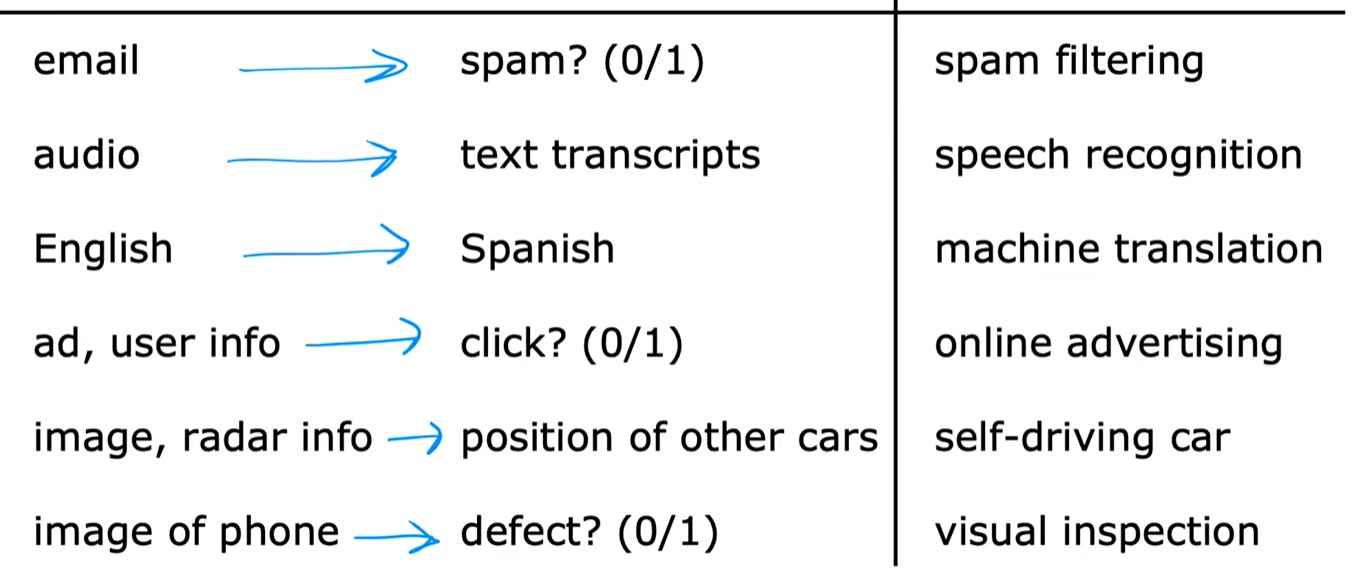 email spam? (0/1) spam filtering
audio text transcripts speech recognition
English Spanish machine translation
ad, user info click? (0/1) online advertising
image, radar info position of other cars self-driving car
image of phone defect? (0/1) visual inspection